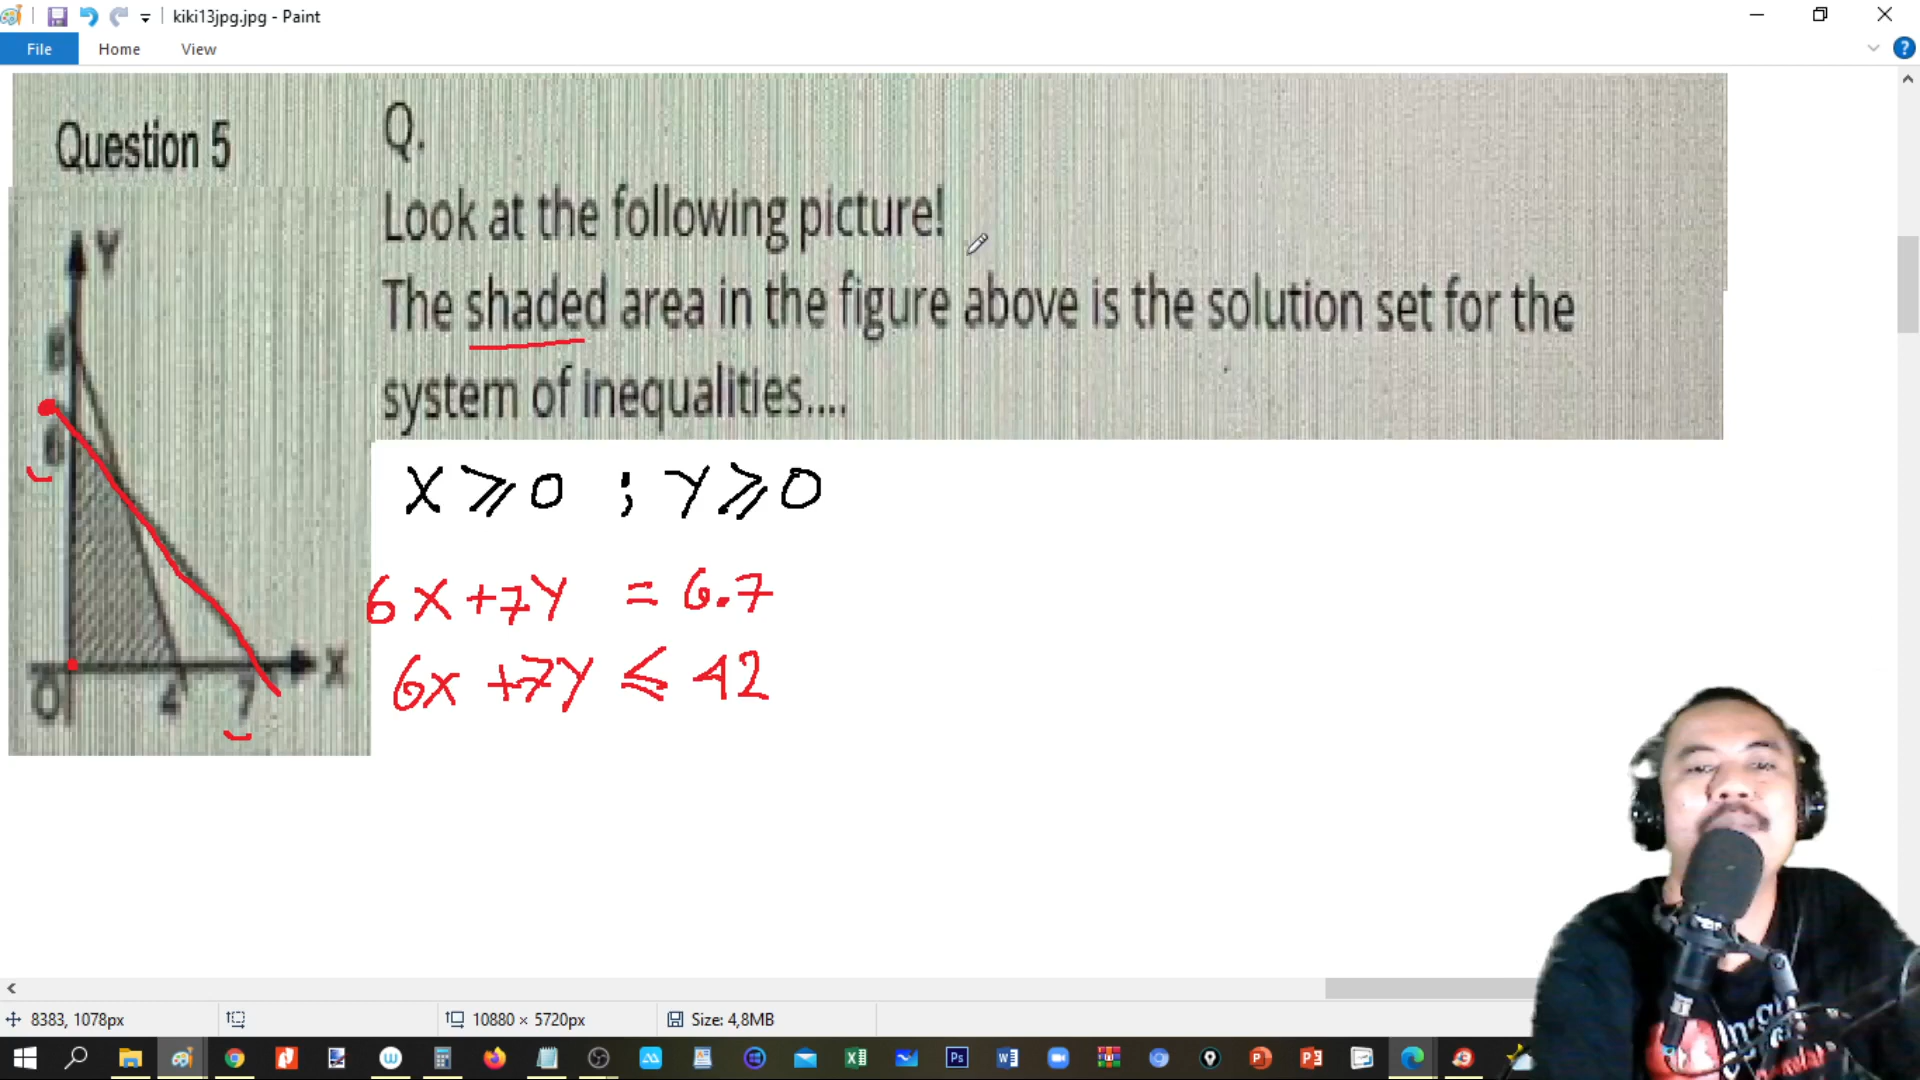 kiki13jpg.jpg - Paint
File Home View
Question 5
Q.
Look at the following picture!
The shaded area in the figure above is the solution set for the
system of inequalities....
Y
8
6
O
4
7
X
X ⩾ 0 ; Y ⩾ 0
6X +7Y = 6.7
6x +7y ⩽ 42
8383, 1078px
10880 × 5720px
Size: 4,8MB